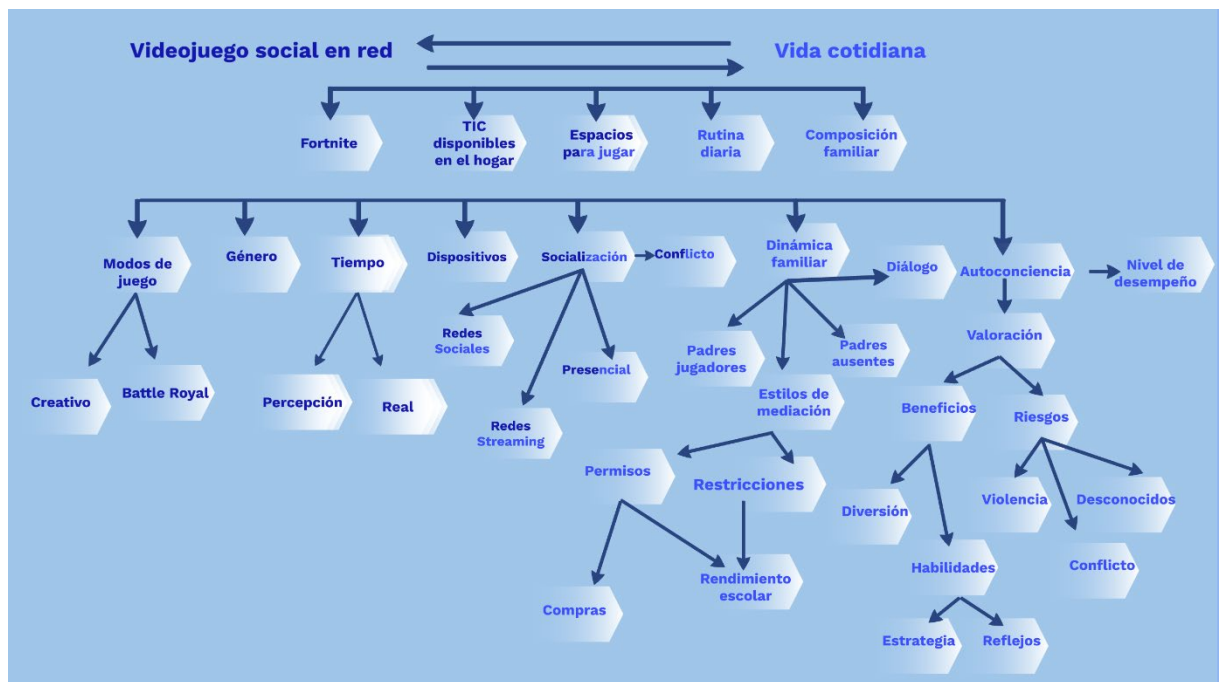 Videojuego social en red
Vida cotidiana
Fortnite
TIC
disponibles
en el hogar
Espacios
para jugar
Rutina
diaria
Composición
familiar
Modos de
juego
Género
Tiempo
Dispositivos
Socialización
Conflicto
Dinámica
familiar
Diálogo
Autoconciencia
Nivel de
desempeño
Creativo
Battle Royal
Percepción
Real
Redes
Sociales
Redes
Streaming
Presencial
Padres
jugadores
Estilos de
mediación
Padres
ausentes
Valoración
Beneficios
Riesgos
Permisos
Restricciones
Diversión
Violencia
Desconocidos
Habilidades
Conflicto
Compras
Rendimiento
escolar
Estrategia
Reflejos